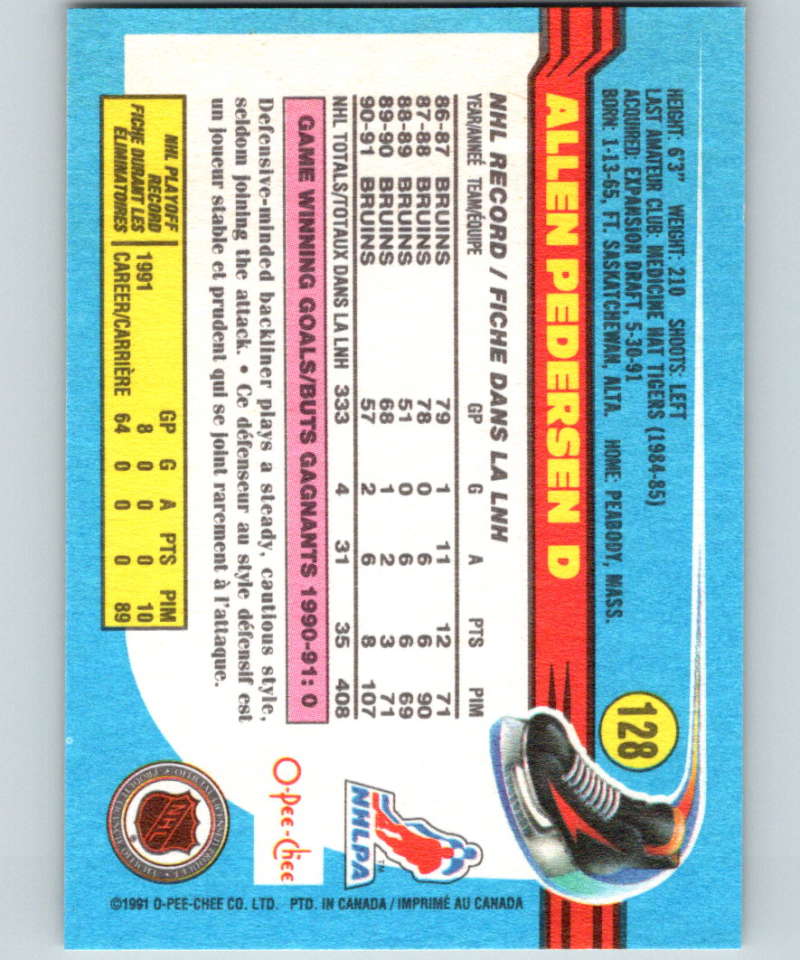 128
HEIGHT: 6'3" WEIGHT: 210 SHOOTS: LEFT
LAST AMATEUR CLUB: MEDICINE HAT TIGERS (1984-85)
ACQUIRED: EXPANSION DRAFT, 5-30-91
BORN: 1-13-65, FT. SASKATCHEWAN, ALTA. HOME: PEABODY, MASS.
ALLEN PEDERSEN D
NHL RECORD / FICHE DANS LA LNH
YEAR/ANNÉE TEAM/ÉQUIPE GP G A PTS PIM
86-87 BRUINS 79 1 11 12 71
87-88 BRUINS 78 0 6 6 90
88-89 BRUINS 51 0 6 6 69
89-90 BRUINS 68 1 2 3 71
90-91 BRUINS 57 2 6 8 107
NHL TOTALS/TOTAUX DANS LA LNH 333 4 31 35 408
GAME WINNING GOALS/BUTS GAGNANTS 1990-91: 0
Defensive-minded backliner plays a steady, cautious style,
seldom joining the attack. • Ce défenseur au style défensif est
un joueur stable et prudent qui se joint rarement à l'attaque.
NHL PLAYOFF
RECORD
FICHE DURANT LES
ÉLIMINATOIRES
GP G A PTS PIM
1991 8 0 0 0 10
CAREER/CARRIÈRE 64 0 0 0 89
NHLPA
TM
O-Pee-Chee
NHL
©1991 O-PEE-CHEE CO. LTD. PTD. IN CANADA / IMPRIMÉ AU CANADA